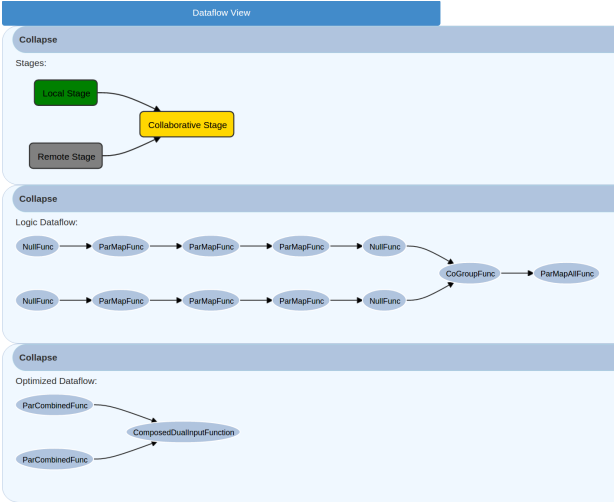 Dataflow View
Collapse
Stages:
Local Stage
Collaborative Stage
Remote Stage
Collapse
Logic Dataflow:
NullFunc ParMapFunc ParMapFunc ParMapFunc NullFunc
CoGroupFunc ParMapAllFunc
NullFunc ParMapFunc ParMapFunc ParMapFunc NullFunc
Collapse
Optimized Dataflow:
ParCombinedFunc
ComposedDualInputFunction
ParCombinedFunc